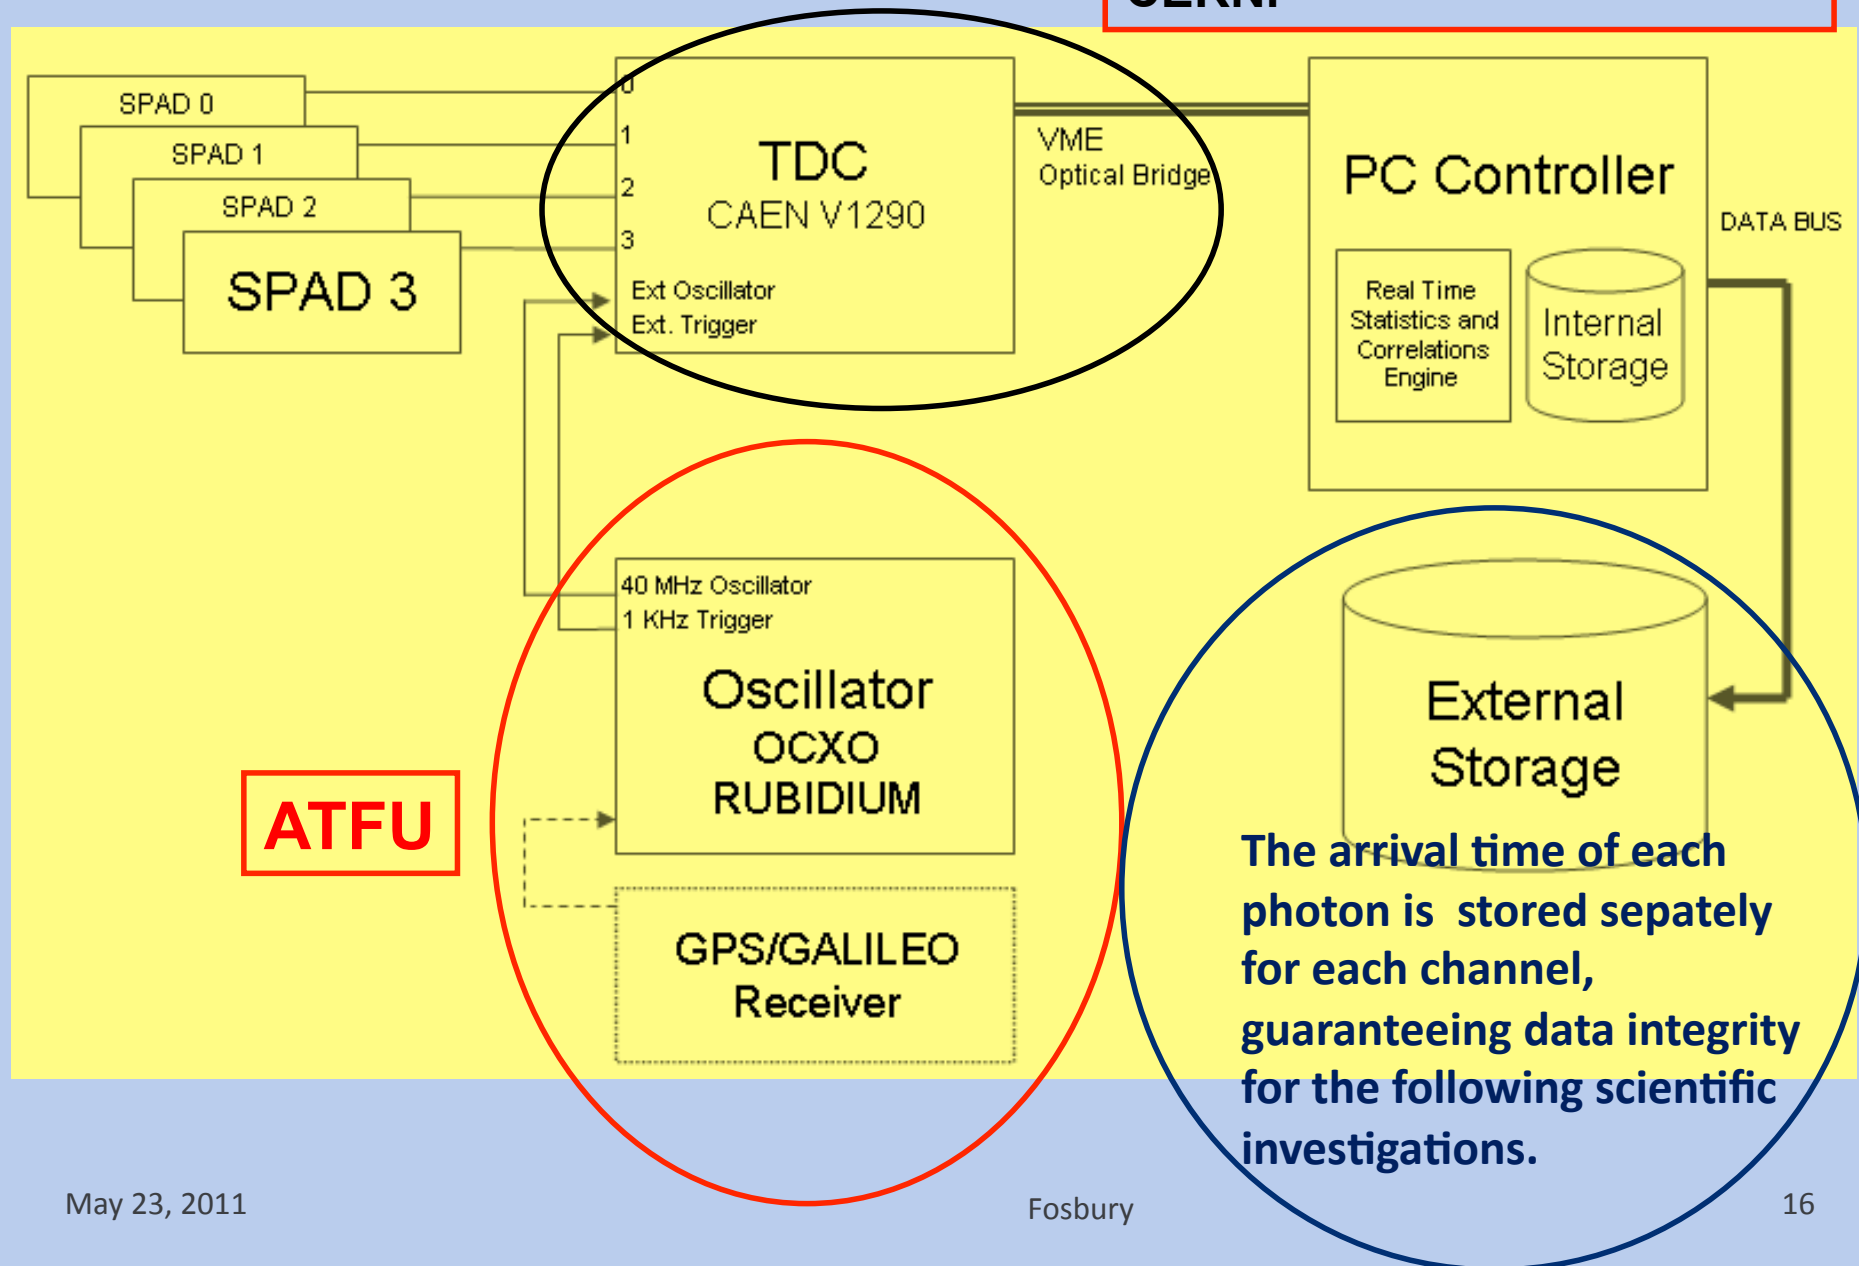 SPAD 0
SPAD 1
SPAD 2
SPAD 3
0
1
2
3
TDC
CAEN V1290
Ext Oscillator
Ext. Trigger
VME
Optical Bridge
PC Controller
Real Time
Statistics and
Correlations
Engine
Internal
Storage
DATA BUS
40 MHz Oscillator
1 KHz Trigger
Oscillator
OCXO
RUBIDIUM
ATFU
GPS/GALILEO
Receiver
External
Storage
The arrival time of each
photon is stored sepately
for each channel,
guaranteeing data integrity
for the following scientific
investigations.
May 23, 2011
Fosbury
16